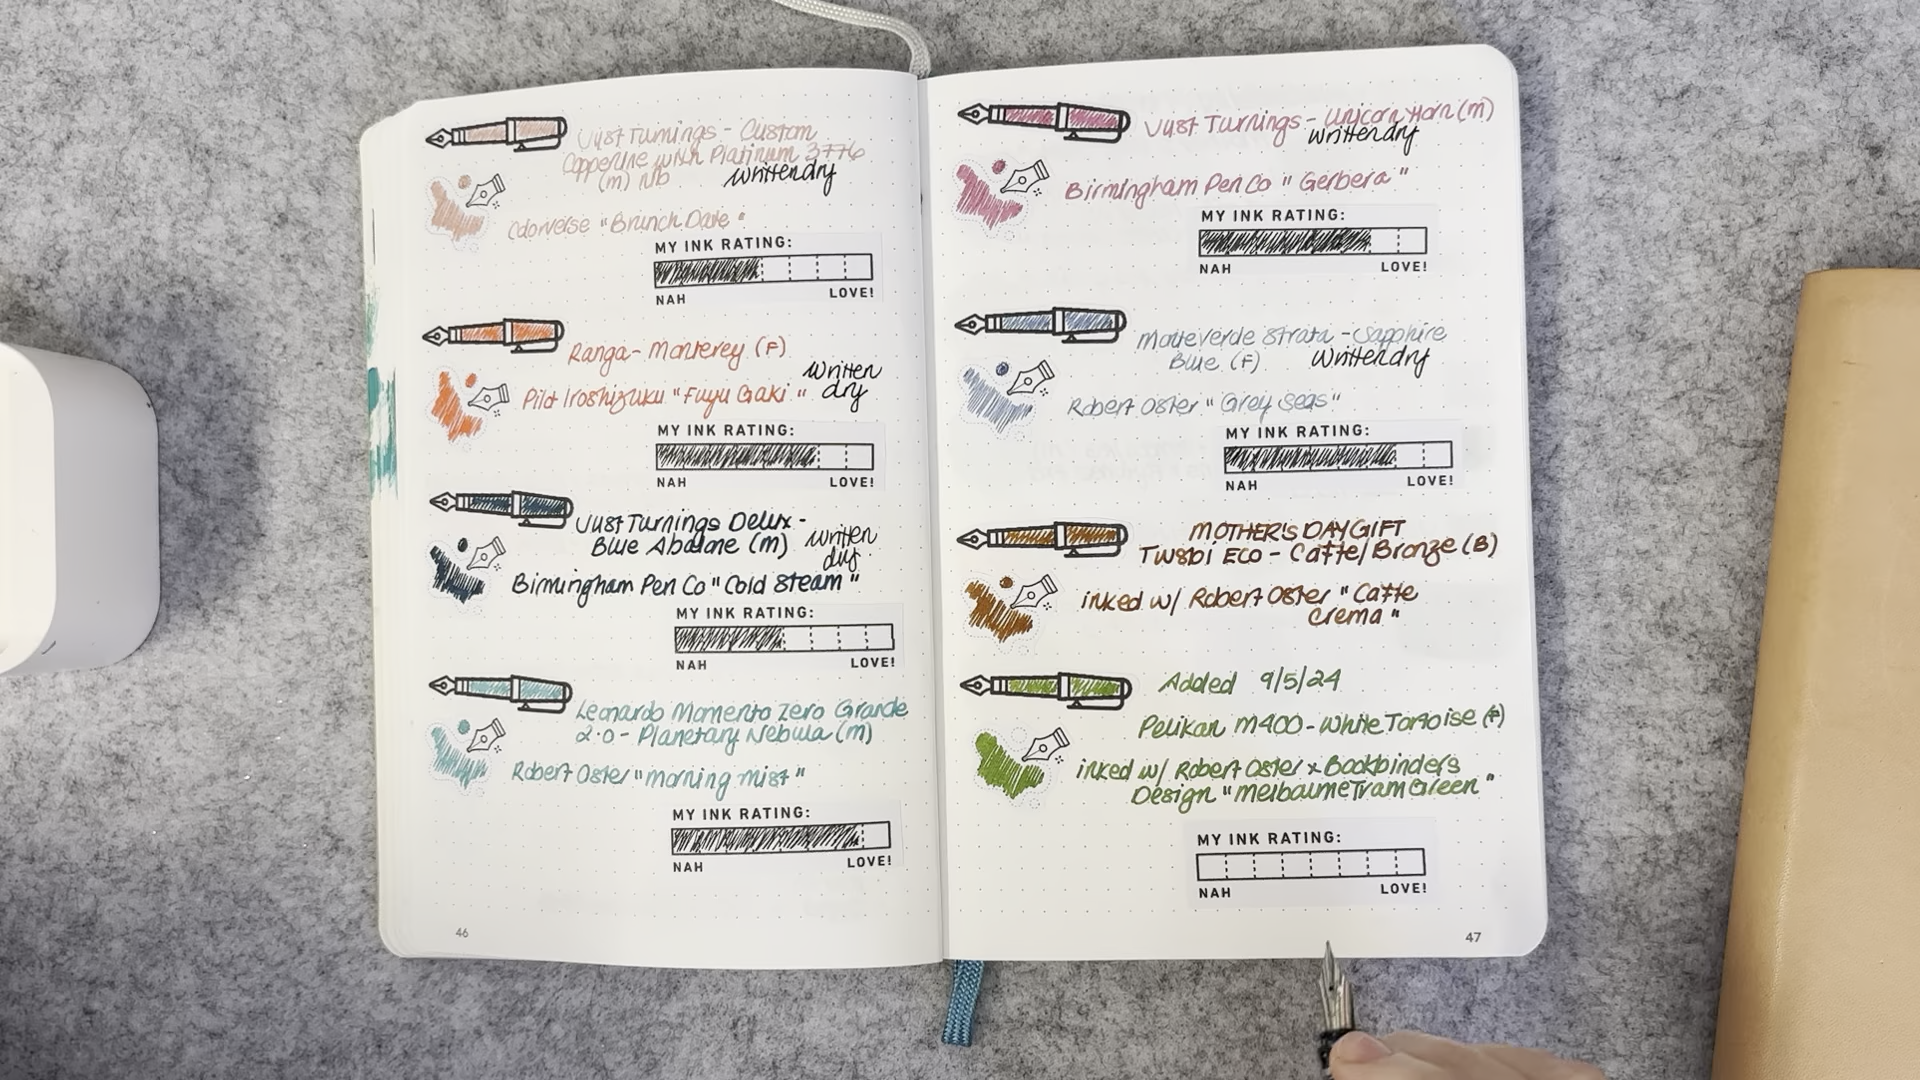 Just Turnings - Custom
Copperline with Platinum 3776
(m) nib
written dry
Colorverse "Brunch Date"
MY INK RATING:
NAH LOVE!
Ranga - Monterey (F)
written
dry
Pilot Iroshizuku "Fuyu Gaki"
MY INK RATING:
NAH LOVE!
Just Turnings Delux -
Blue Abalone (m)
written
dry
Birmingham Pen Co "Cold Steam"
MY INK RATING:
NAH LOVE!
Leonardo Momento Zero Grande
2.0 - Planetary Nebula (m)
Robert Oster "morning mist"
MY INK RATING:
NAH LOVE!
46
Just Turnings - Unicorn Horn (m)
written dry
Birmingham Pen Co "Gerbera"
MY INK RATING:
NAH LOVE!
Monteverde Strata - Sapphire
Blue (F)
written dry
Robert Oster "Grey Seas"
MY INK RATING:
NAH LOVE!
MOTHER'S DAY GIFT
Twsbi ECO - Caffe/Bronze (B)
inked w/ Robert Oster "Caffe
Crema"
Added 9/5/24
Pelikan m400 - White Tortoise (F)
inked w/ Robert Oster x Bookbinders
Design "Melbourne Tram Green"
MY INK RATING:
NAH LOVE!
47